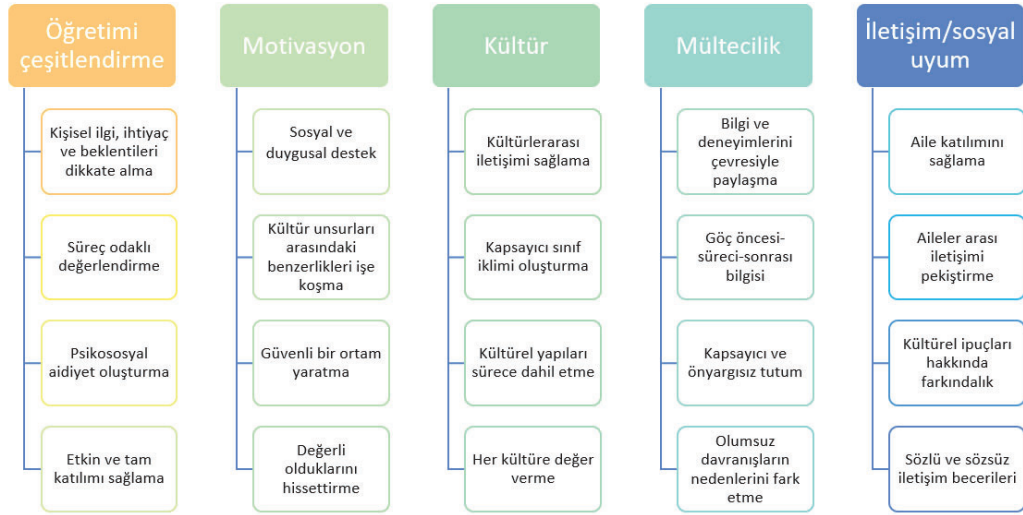 Öğretimi
çeşitlendirme
Kişisel ilgi, ihtiyaç
ve beklentileri
dikkate alma
Süreç odaklı
değerlendirme
Psikososyal
aidiyet oluşturma
Etkin ve tam
katılımı sağlama
Motivasyon
Sosyal ve
duygusal destek
Kültür unsurları
arasındaki
benzerlikleri işe
koşma
Güvenli bir ortam
yaratma
Değerli
olduklarını
hissettirme
Kültür
Kültürlerarası
iletişimi sağlama
Kapsayıcı sınıf
iklimi oluşturma
Kültürel yapıları
sürece dahil etme
Her kültüre değer
verme
Mültecilik
Bilgi ve
deneyimlerini
çevresiyle
paylaşma
Göç öncesi-
süreci-sonrası
bilgisi
Kapsayıcı ve
önyargısız tutum
Olumsuz
davranışların
nedenlerini fark
etme
İletişim/sosyal
uyum
Aile katılımını
sağlama
Aileler arası
iletişimi
pekiştirme
Kültürel ipuçları
hakkında
farkındalık
Sözlü ve sözsüz
iletişim becerileri